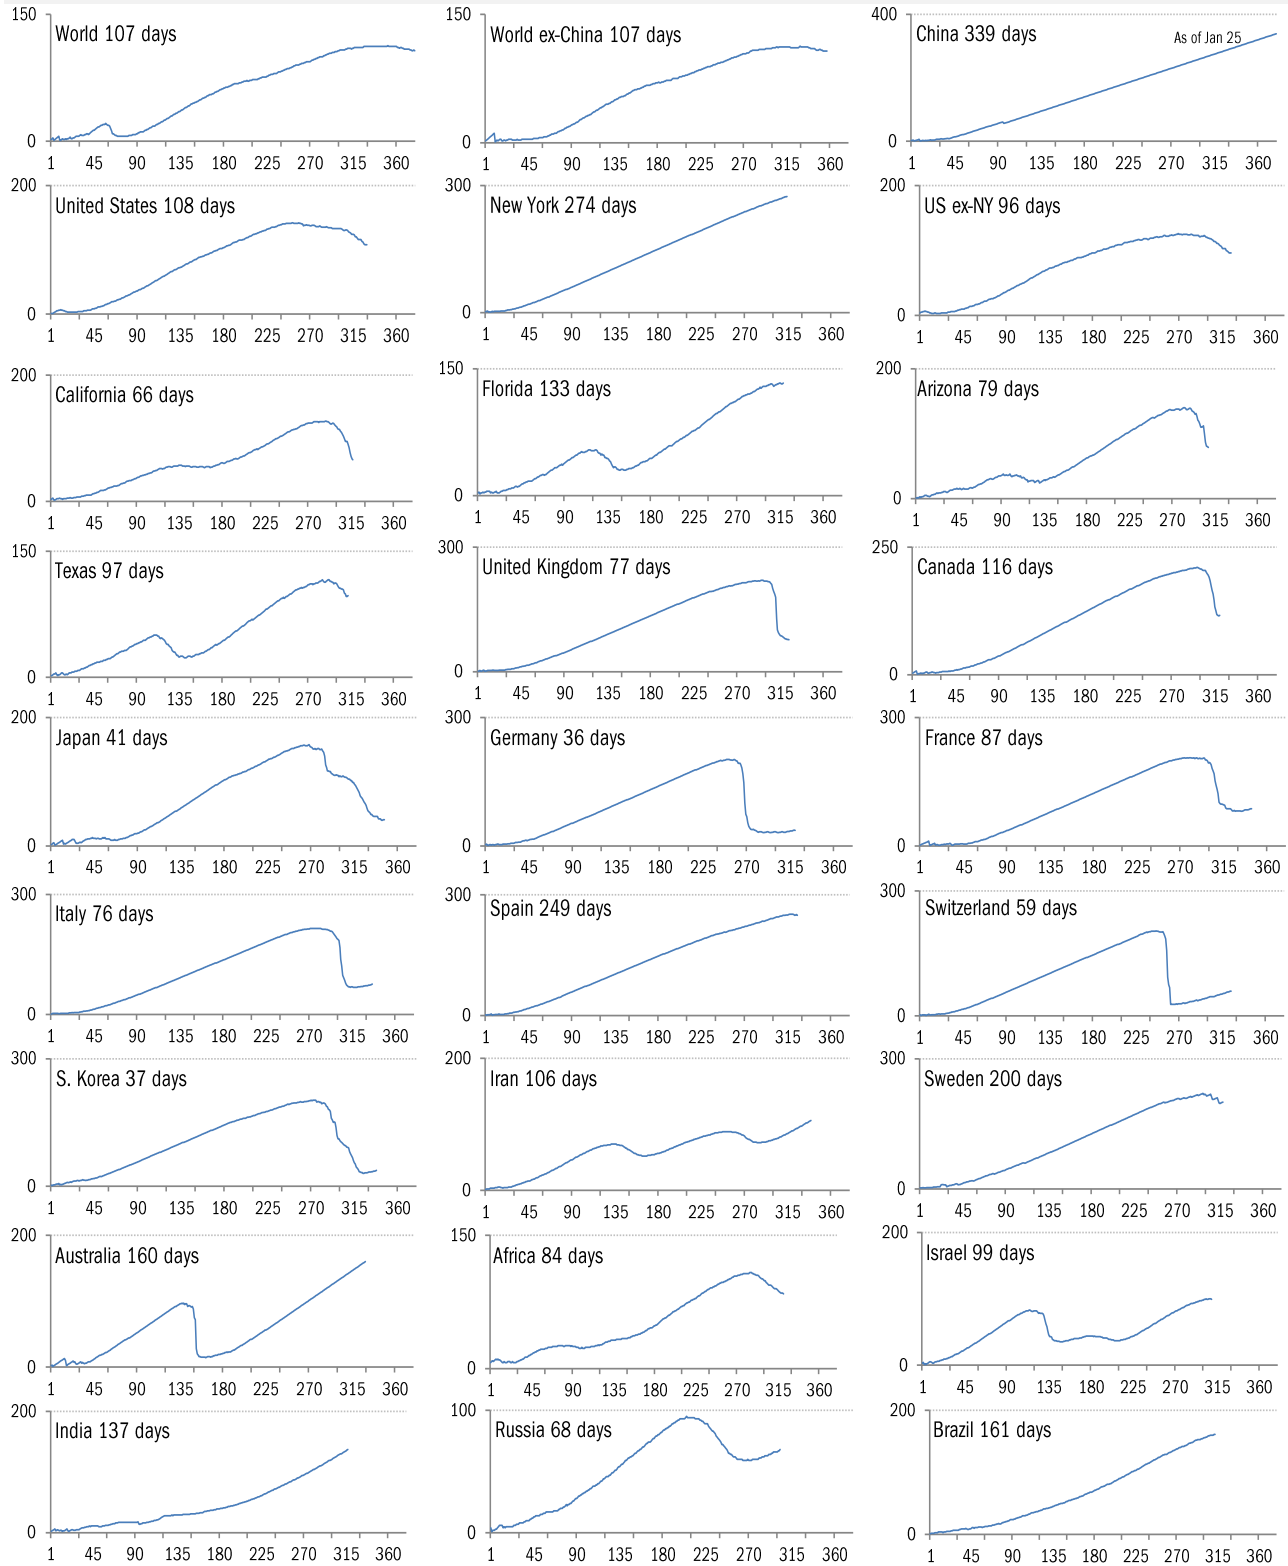 150 150 400
World 107 days World ex-China 107 days China 339 days As of Jan 25
0 0 0
1 45 90 135 180 225 270 315 360 1 45 90 135 180 225 270 315 360 1 45 90 135 180 225 270 315 360
200 300 200
United States 108 days New York 274 days US ex-NY 96 days
0 0 0
1 45 90 135 180 225 270 315 360 1 45 90 135 180 225 270 315 360 1 45 90 135 180 225 270 315 360
200 150 200
California 66 days Florida 133 days Arizona 79 days
0 0 0
1 45 90 135 180 225 270 315 360 1 45 90 135 180 225 270 315 360 1 45 90 135 180 225 270 315 360
150 300 250
Texas 97 days United Kingdom 77 days Canada 116 days
0 0 0
1 45 90 135 180 225 270 315 360 1 45 90 135 180 225 270 315 360 1 45 90 135 180 225 270 315 360
200 300 300
Japan 41 days Germany 36 days France 87 days
0 0 0
1 45 90 135 180 225 270 315 360 1 45 90 135 180 225 270 315 360 1 45 90 135 180 225 270 315 360
300 300 300
Italy 76 days Spain 249 days Switzerland 59 days
0 0 0
1 45 90 135 180 225 270 315 360 1 45 90 135 180 225 270 315 360 1 45 90 135 180 225 270 315 360
300 200 300
S. Korea 37 days Iran 106 days Sweden 200 days
0 0 0
1 45 90 135 180 225 270 315 360 1 45 90 135 180 225 270 315 360 1 45 90 135 180 225 270 315 360
200 150 200
Australia 160 days Africa 84 days Israel 99 days
0 0 0
1 45 90 135 180 225 270 315 360 1 45 90 135 180 225 270 315 360 1 45 90 135 180 225 270 315 360
200 100 200
India 137 days Russia 68 days Brazil 161 days
0 0 0
1 45 90 135 180 225 270 315 360 1 45 90 135 180 225 270 315 360 1 45 90 135 180 225 270 315 360